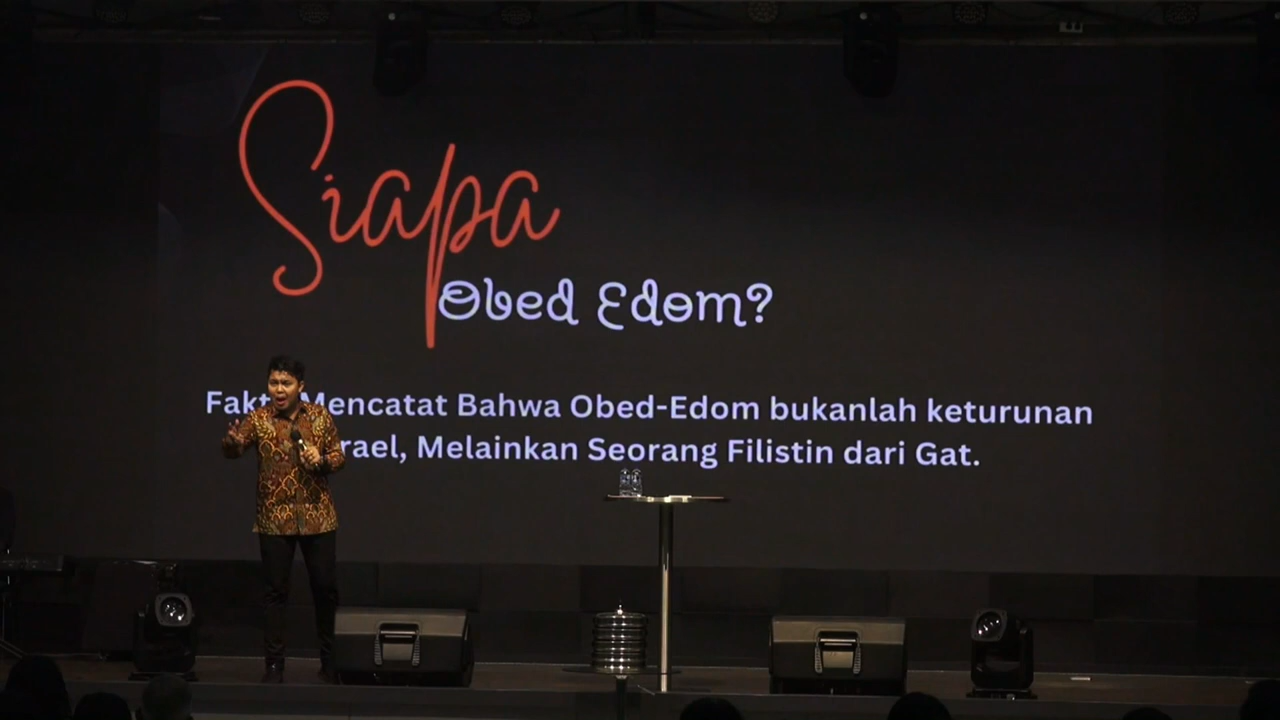 Siapa
Obed Edom?
Mencatat Bahwa Obed-Edom bukanlah keturunan
Melainkan Seorang Filistin dari Gat.